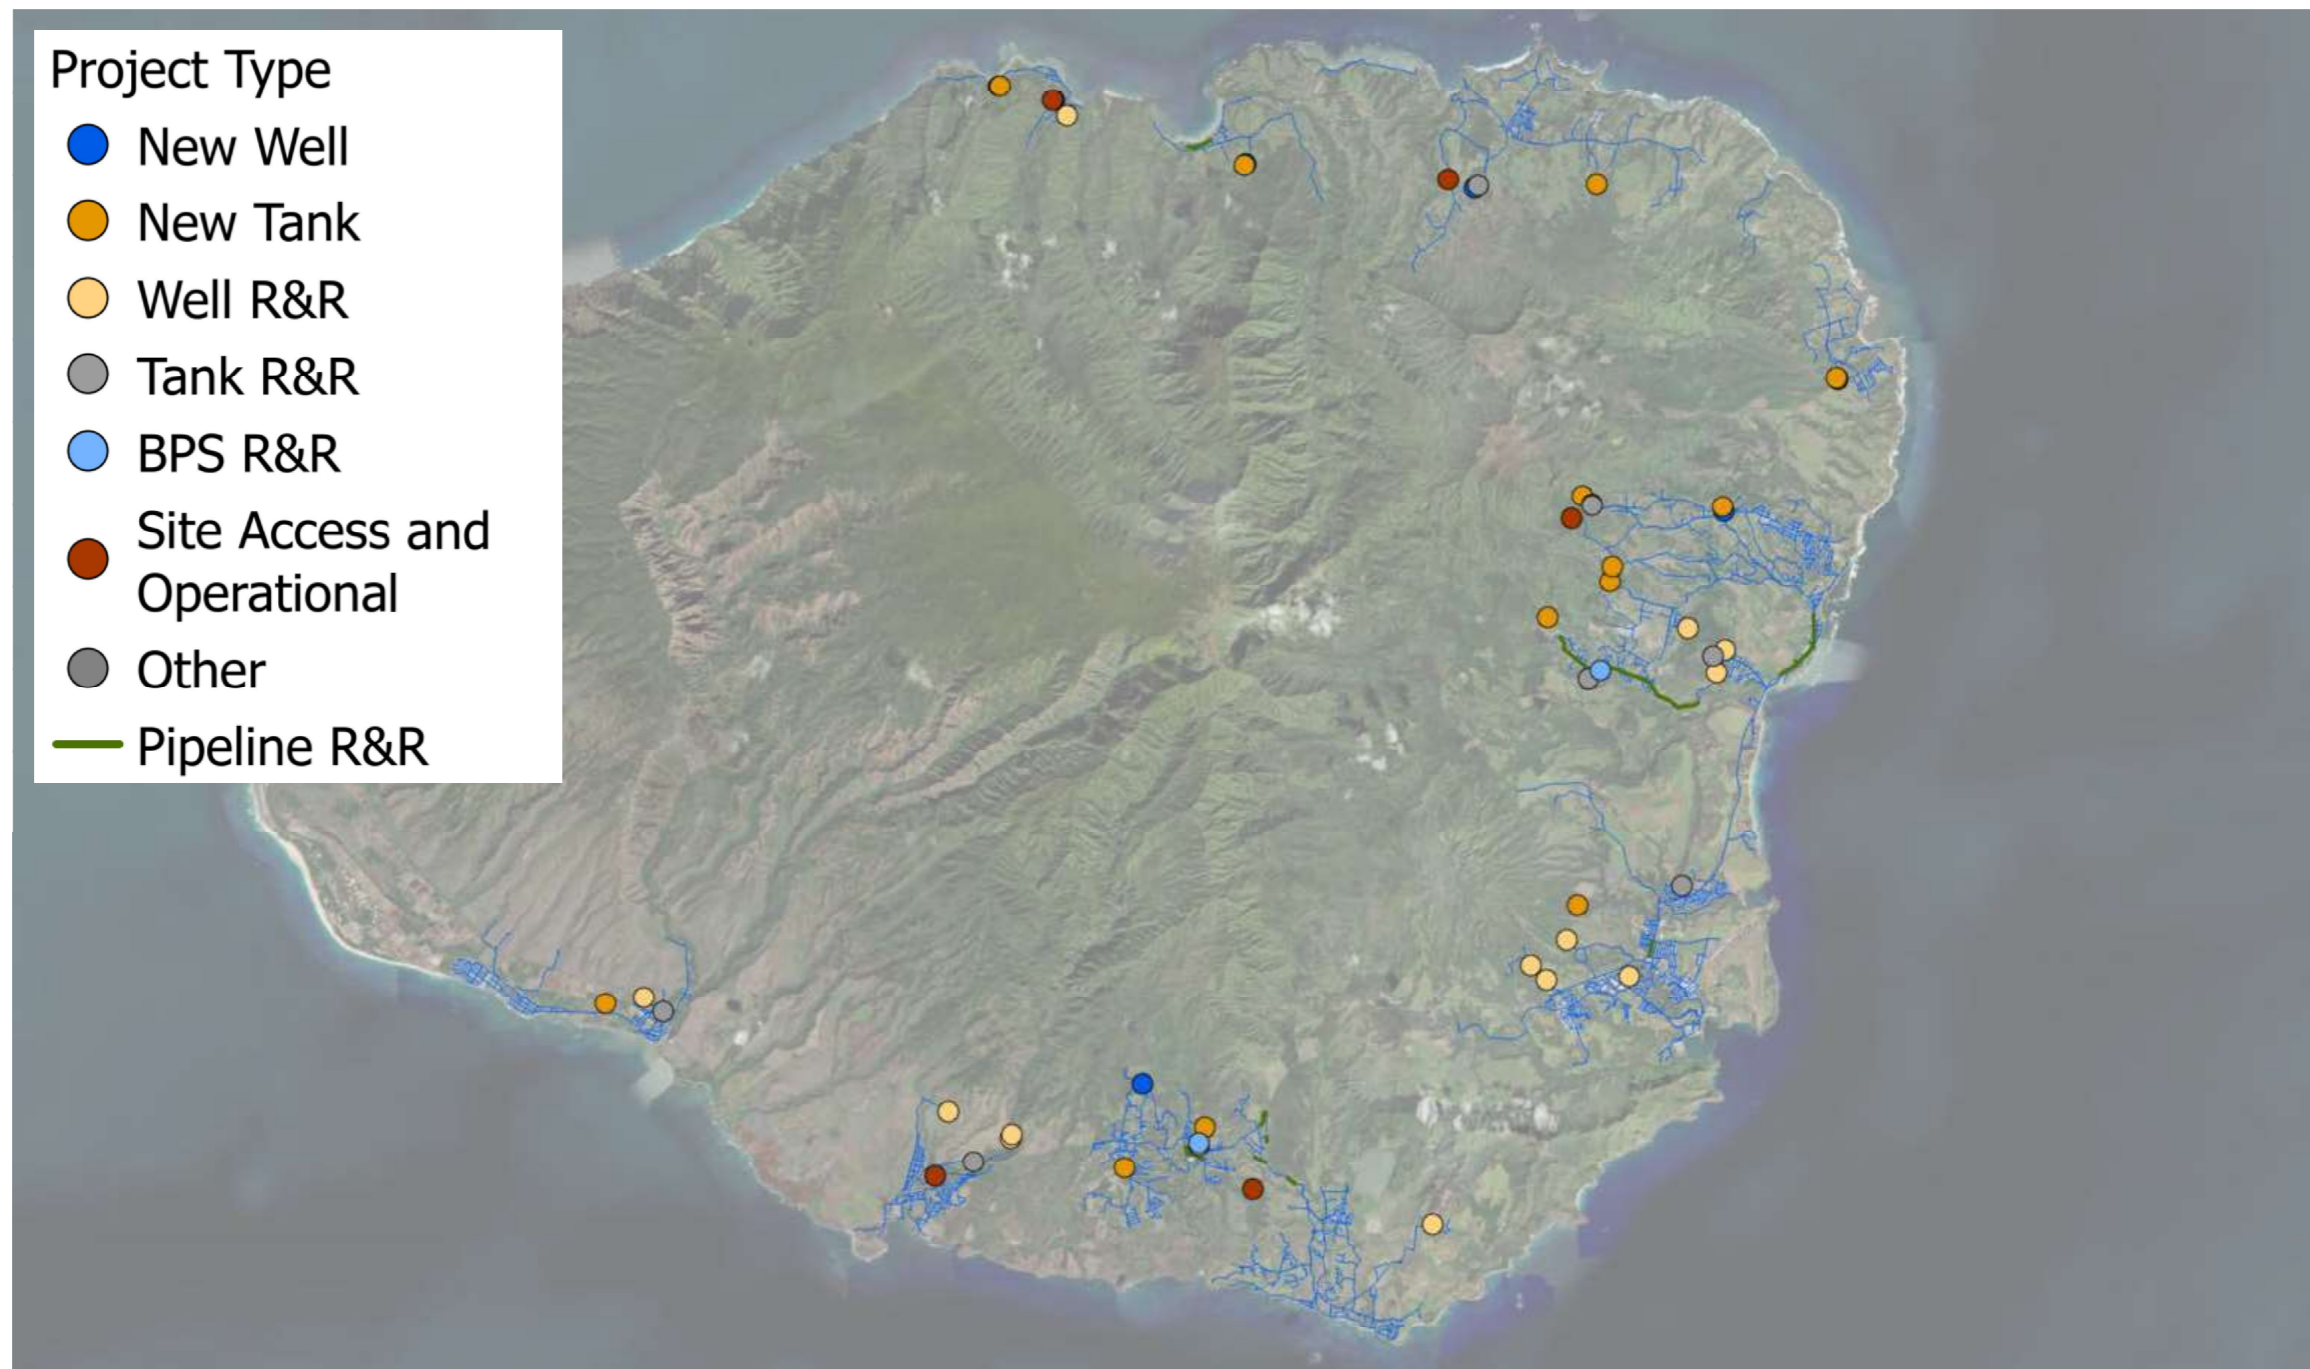 Project Type
New Well
New Tank
Well R&R
Tank R&R
BPS R&R
Site Access and
Operational
Other
Pipeline R&R